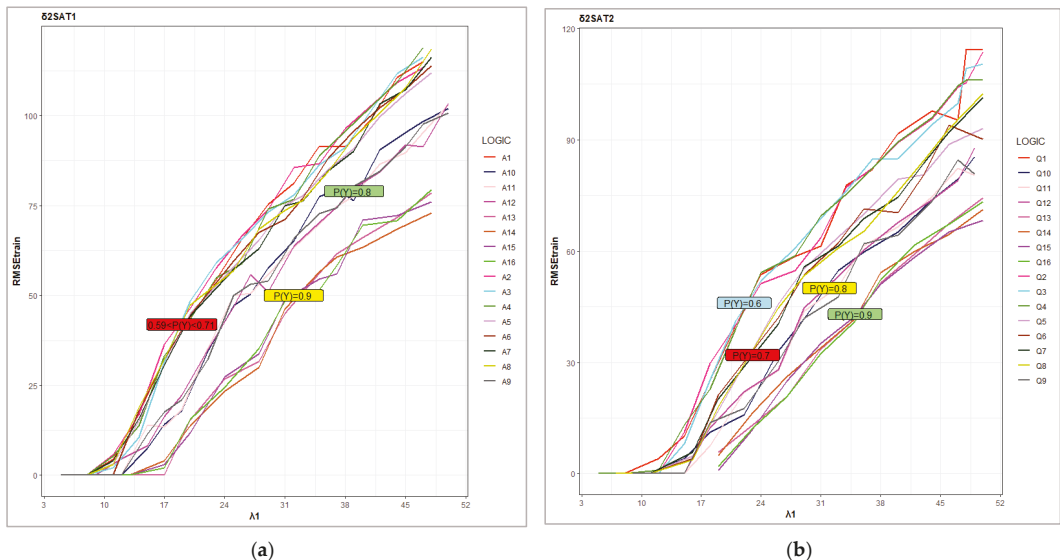 δ2SAT1
RMSEtrain
100
75
50
25
0
3
10
17
24
31
38
45
52
λ1
P(Y)=0.8
P(Y)=0.9
0.59<P(Y)<0.71
LOGIC
A1
A10
A11
A12
A13
A14
A15
A16
A2
A3
A4
A5
A6
A7
A8
A9
(a)
δ2SAT2
RMSEtrain
120
90
60
30
0
3
10
17
24
31
38
45
52
λ1
P(Y)=0.6
P(Y)=0.8
P(Y)=0.9
P(Y)=0.7
LOGIC
Q1
Q10
Q11
Q12
Q13
Q14
Q15
Q16
Q2
Q3
Q4
Q5
Q6
Q7
Q8
Q9
(b)